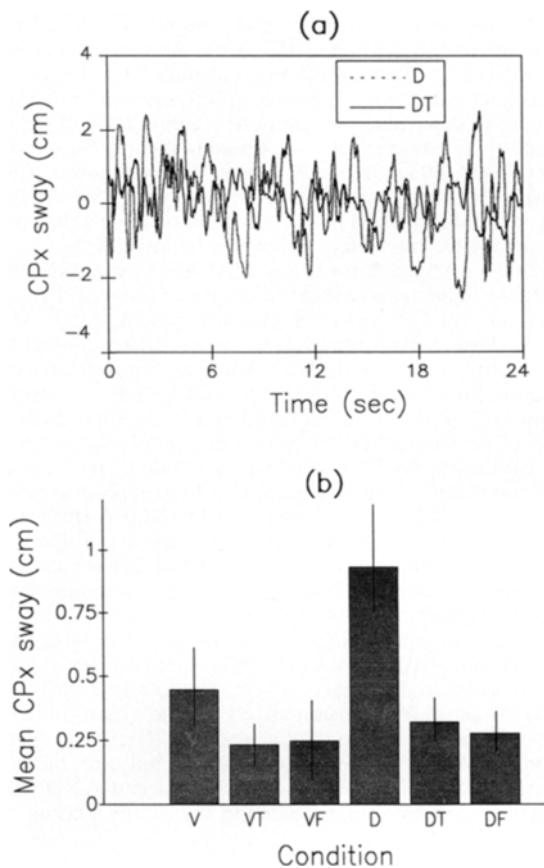 (a)
4
2
0
−2
−4
CPx sway (cm)
D
DT
0 6 12 18 24
Time (sec)
(b)
1
0.75
0.5
0.25
0
Mean CPx sway (cm)
V VT VF D DT DF
Condition